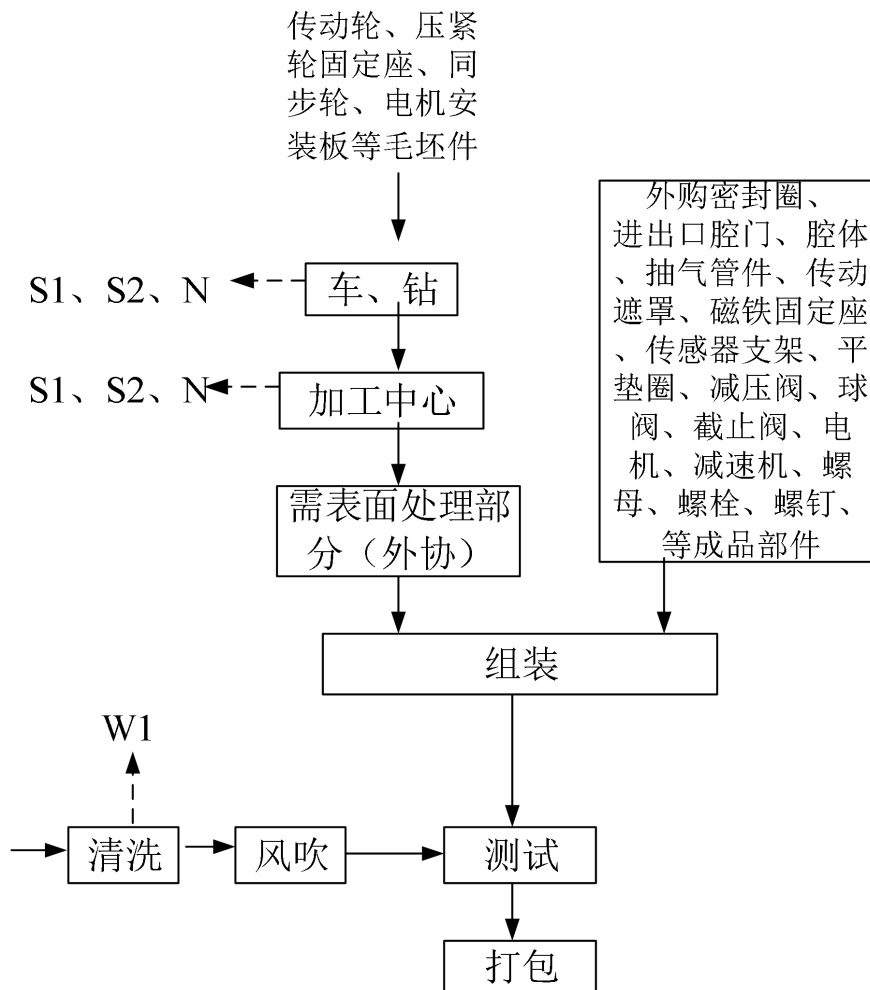 传动轮、压紧
轮固定座、同
步轮、电机安
装板等毛坯件
外购密封圈、
进出口腔门、腔体
、抽气管件、传动
遮罩、磁铁固定座
、传感器支架、平
垫圈、减压阀、球
阀、截止阀、电
机、减速机、螺
母、螺栓、螺钉、
等成品部件
S1、S2、N
车、钻
S1、S2、N
加工中心
需表面处理部
分（外协）
组装
W1
清洗
风吹
测试
打包